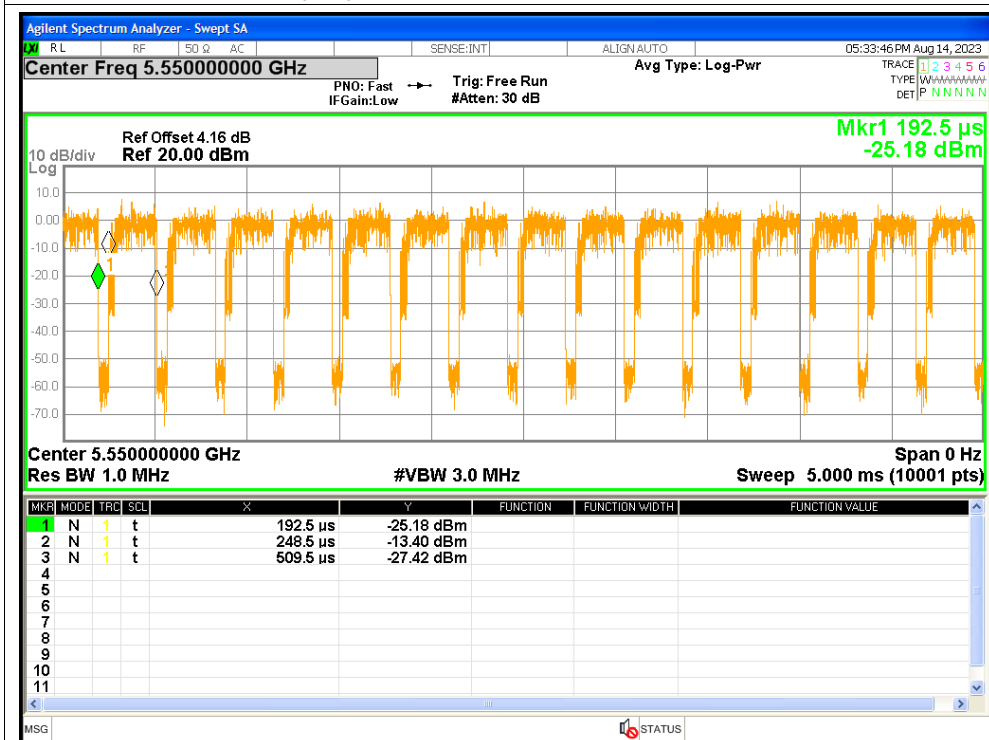 Agilent Spectrum Analyzer - Swept SA
LXI RL RF 50 Ω AC SENSE:INT ALIGN AUTO 05:33:46 PM Aug 14, 2023
Center Freq 5.550000000 GHz Avg Type: Log-Pwr TRACE 1 2 3 4 5 6
PNO: Fast Trig: Free Run TYPE WWWWWW
IFGain:Low #Atten: 30 dB DET P N N N N N
Mkr1 192.5 µs
Ref Offset 4.16 dB
10 dB/div Ref 20.00 dBm -25.18 dBm
Log
10.0
0.00
-10.0
-20.0
-30.0
-40.0
-50.0
-60.0
-70.0
1
Center 5.550000000 GHz Span 0 Hz
Res BW 1.0 MHz #VBW 3.0 MHz Sweep 5.000 ms (10001 pts)
MKR MODE TRC SCL X Y FUNCTION FUNCTION WIDTH FUNCTION VALUE
1 N 1 t 192.5 µs -25.18 dBm
2 N 1 t 248.5 µs -13.40 dBm
3 N 1 t 509.5 µs -27.42 dBm
4
5
6
7
8
9
10
11
MSG STATUS